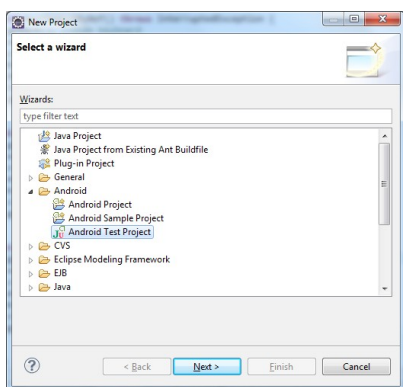 New Project
Select a wizard
Wizards:
type filter text
Java Project
Java Project from Existing Ant Buildfile
Plug-in Project
General
Android
Android Project
Android Sample Project
Android Test Project
CVS
Eclipse Modeling Framework
EJB
Java
< Back Next > Finish Cancel